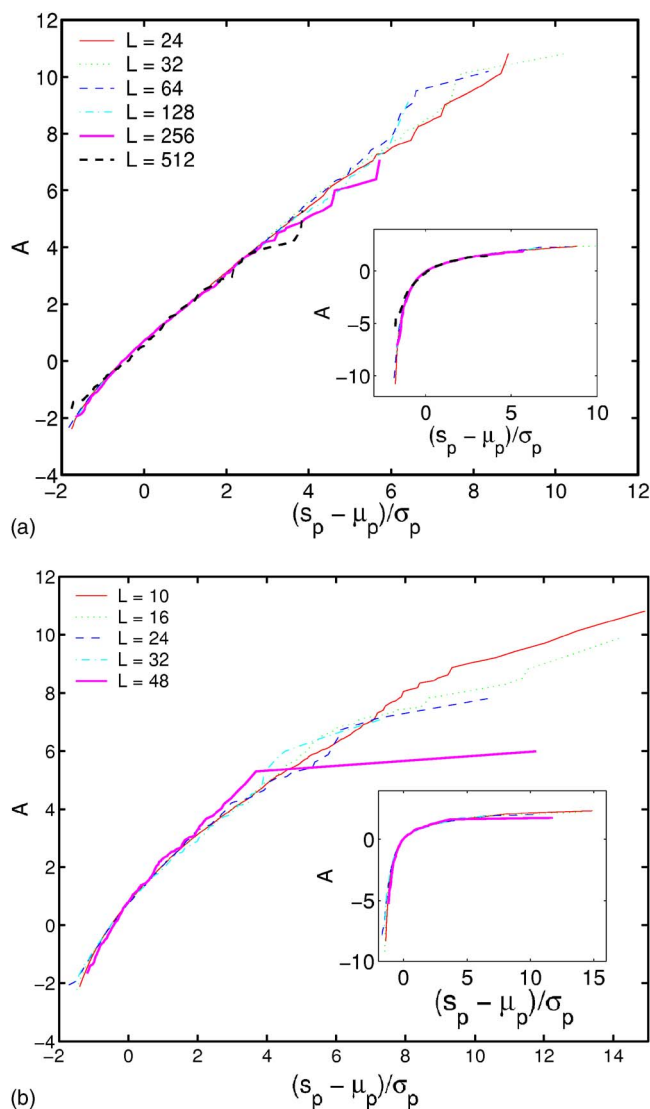 12
10
8
6
4
2
0
−2
−4
A
L = 24
L = 32
L = 64
L = 128
L = 256
L = 512
0
−5
−10
A
0 5 10
(s_p − μ_p)/σ_p
−2 0 2 4 6 8 10 12
(a)
(s_p − μ_p)/σ_p
12
10
8
6
4
2
0
−2
−4
A
L = 10
L = 16
L = 24
L = 32
L = 48
0
−5
−10
A
0 5 10 15
(s_p − μ_p)/σ_p
−2 0 2 4 6 8 10 12 14
(b)
(s_p − μ_p)/σ_p